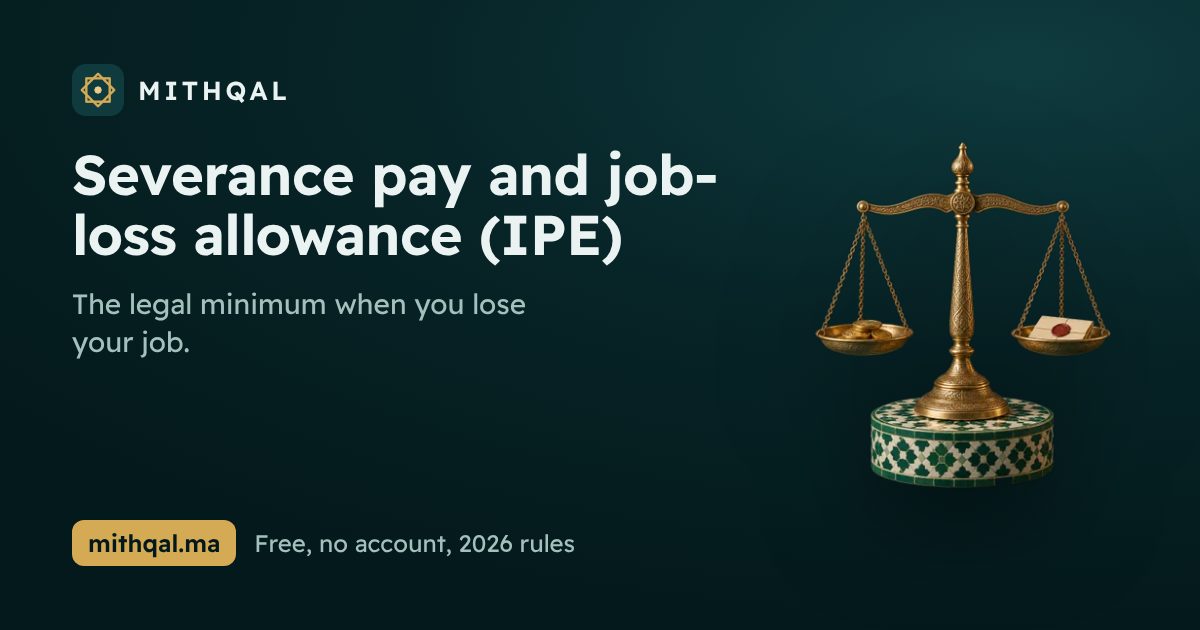 MITHQAL
Severance pay and job-
loss allowance (IPE)
The legal minimum when you lose
your job.
mithqal.ma
Free, no account, 2026 rules